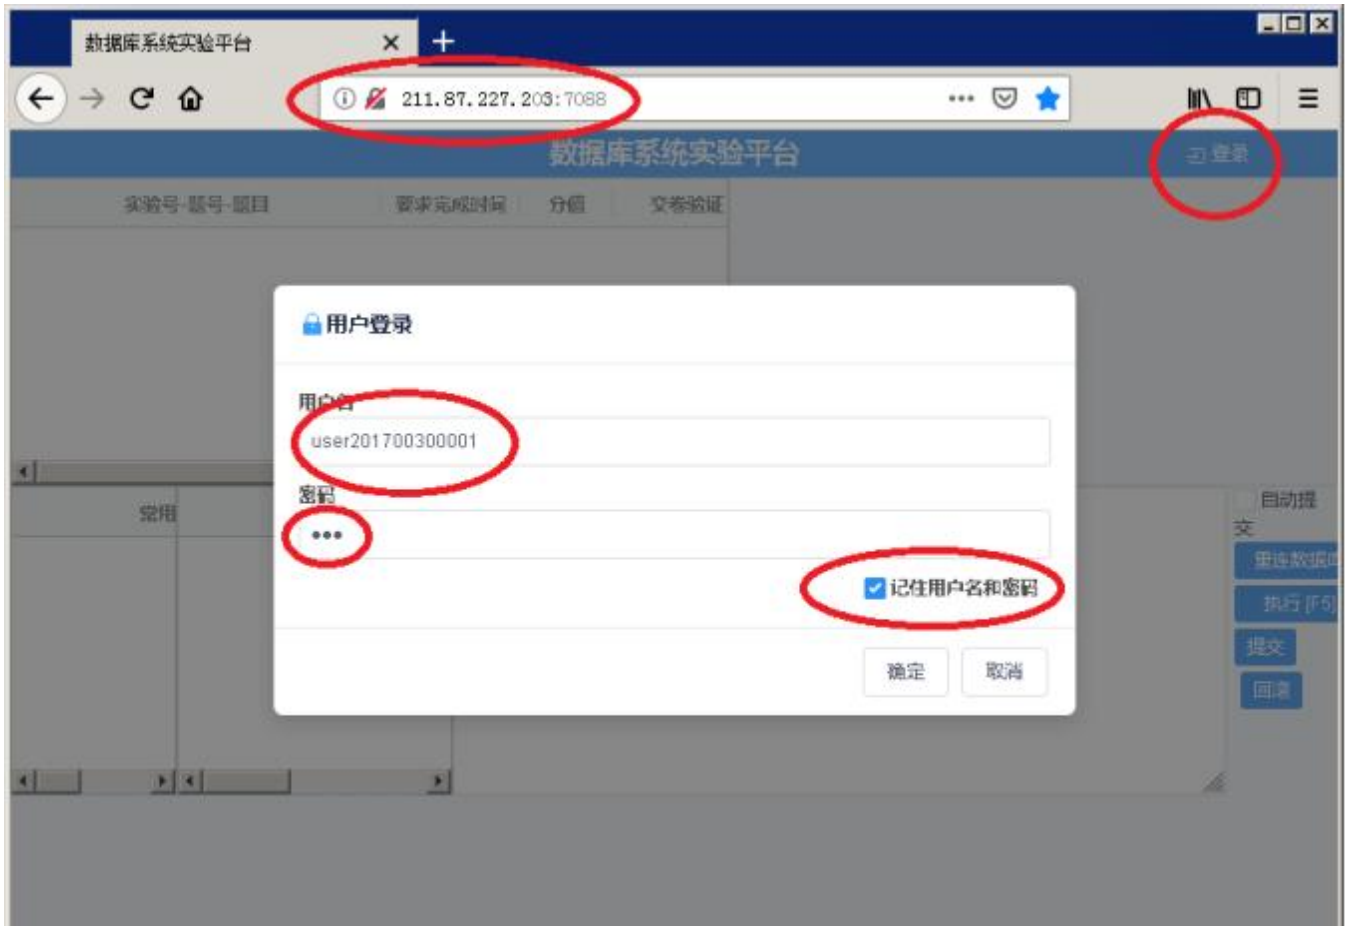 数据库系统实验平台
211.87.227.203:7088
数据库系统实验平台
登录
实验号-题号-题目 要求完成时间 分值 交卷验证
用户登录
用户名
user201700300001
密码
•••
记住用户名和密码
确定 取消
常用
自动提
交
重连数据
执行 [F5]
提交
回滚